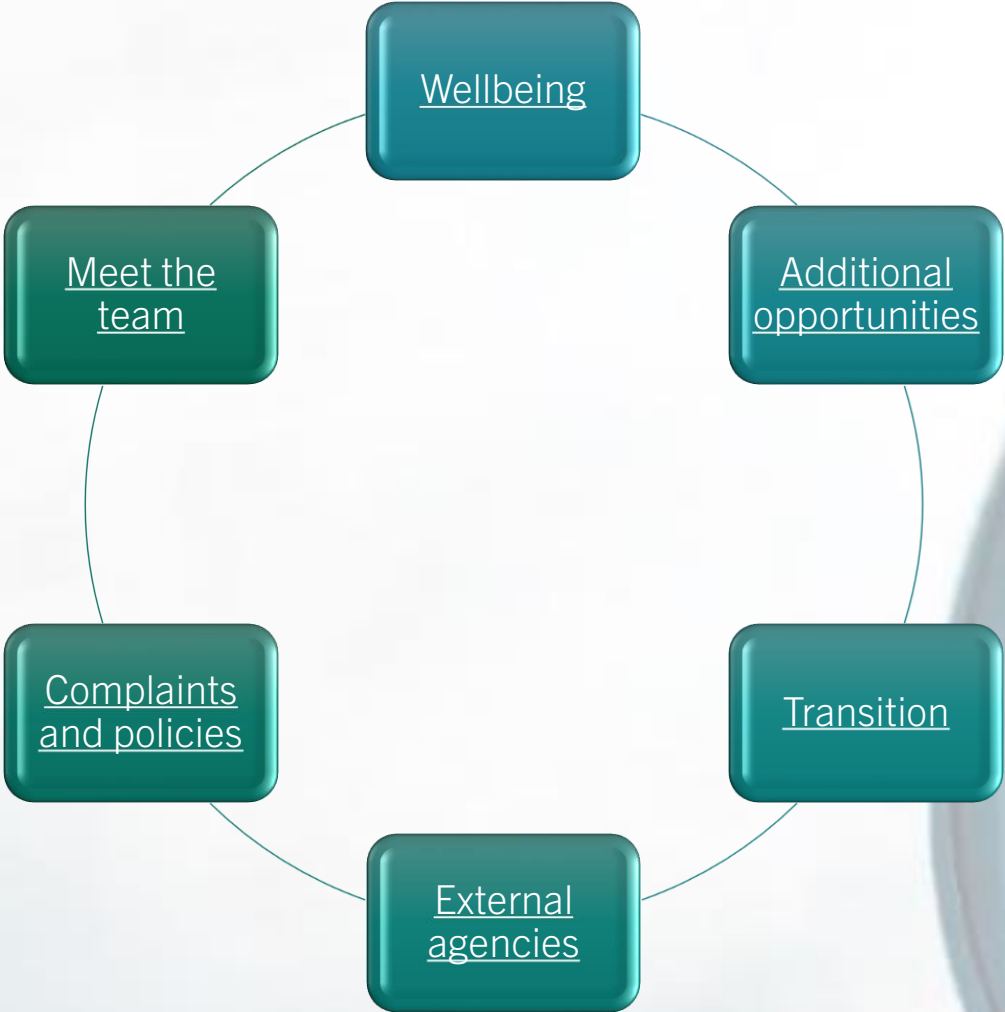 Wellbeing
Additional
opportunities
Transition
External
agencies
Complaints
and policies
Meet the
team